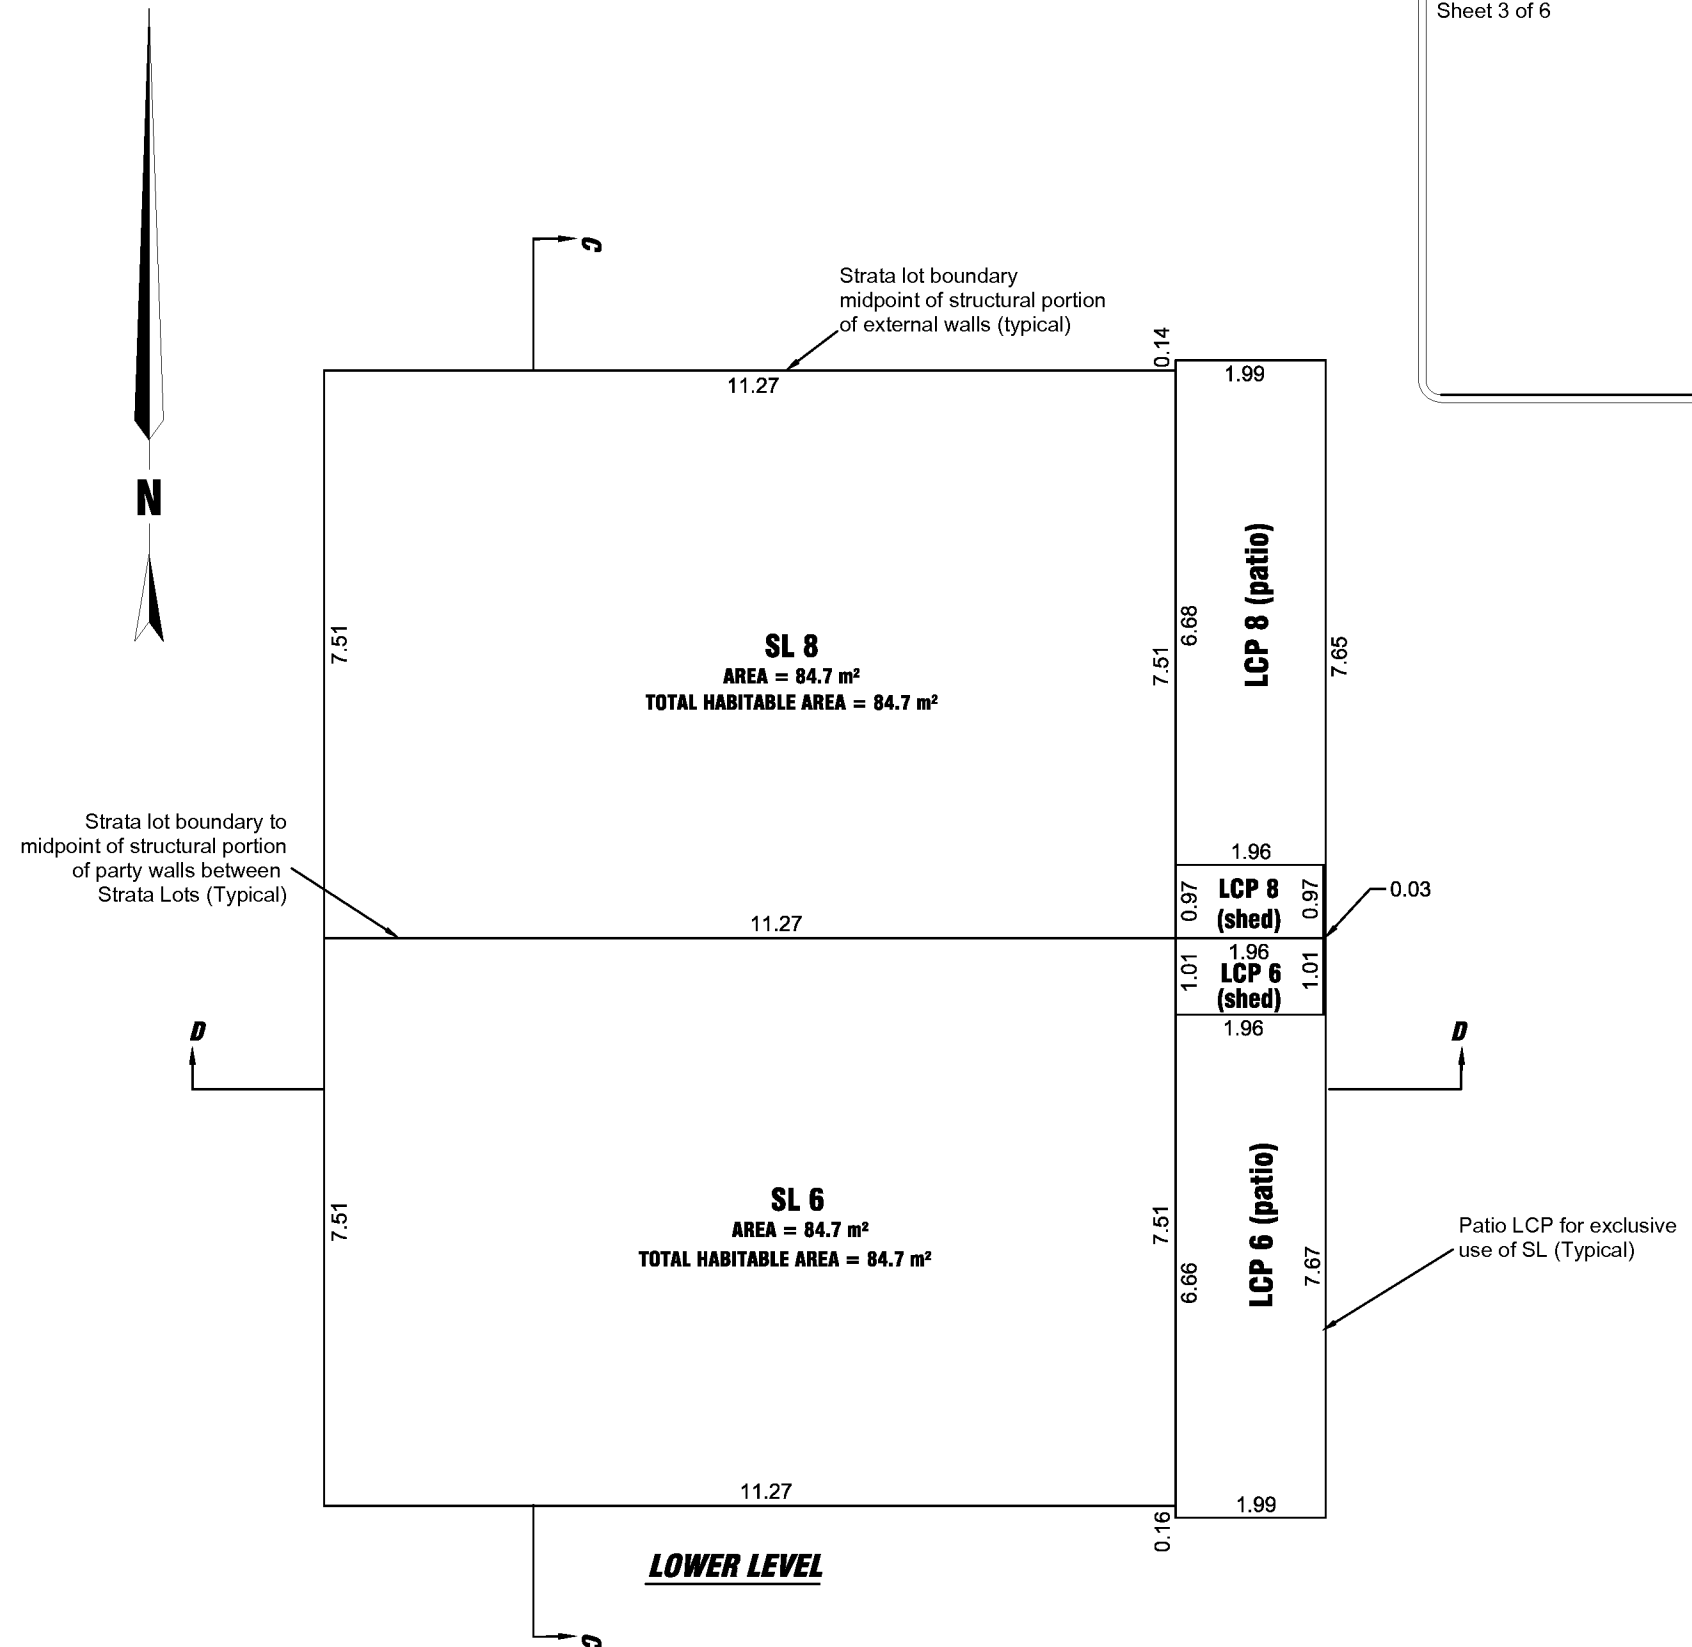 Sheet 3 of 6
C
Strata lot boundary
midpoint of structural portion
of external walls (typical)
0.14
11.27
1.99
N
7.51
SL 8
AREA = 84.7 m²
TOTAL HABITABLE AREA = 84.7 m²
7.51
6.68
LCP 8 (patio)
7.65
Strata lot boundary to
midpoint of structural portion
of party walls between
Strata Lots (Typical)
11.27
1.96
0.97
LCP 8
(shed)
0.97
0.03
1.96
1.01
LCP 6
(shed)
1.01
1.96
D
D
7.51
SL 6
AREA = 84.7 m²
TOTAL HABITABLE AREA = 84.7 m²
7.51
6.66
LCP 6 (patio)
7.67
Patio LCP for exclusive
use of SL (Typical)
11.27
1.99
0.16
LOWER LEVEL
C